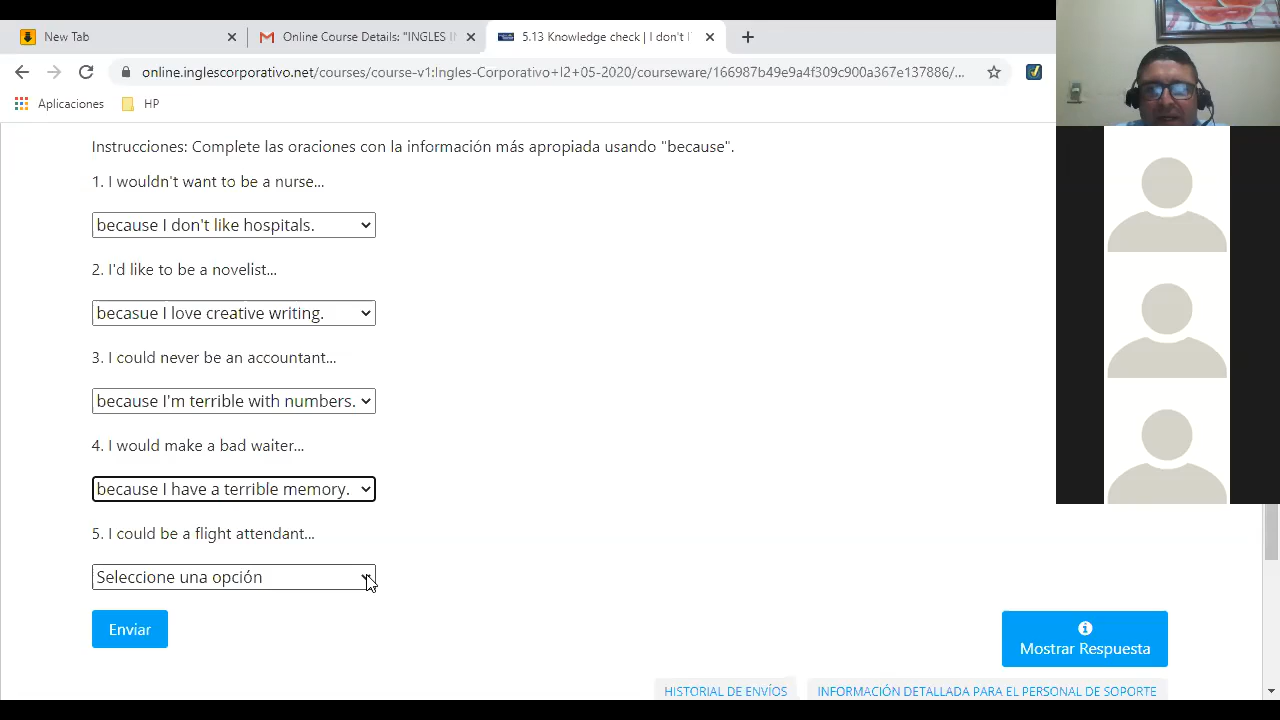 New Tab
Online Course Details: "INGLES I
5.13 Knowledge check | I don't l
online.inglescorporativo.net/courses/course-v1:Ingles-Corporativo+I2+05-2020/courseware/166987b49e9a4f309c900a367e137886/...
Aplicaciones
HP
Instrucciones: Complete las oraciones con la información más apropiada usando "because".
1. I wouldn't want to be a nurse...
because I don't like hospitals.
2. I'd like to be a novelist...
becasue I love creative writing.
3. I could never be an accountant...
because I'm terrible with numbers.
4. I would make a bad waiter...
because I have a terrible memory.
5. I could be a flight attendant...
Seleccione una opción
Enviar
Mostrar Respuesta
HISTORIAL DE ENVÍOS
INFORMACIÓN DETALLADA PARA EL PERSONAL DE SOPORTE